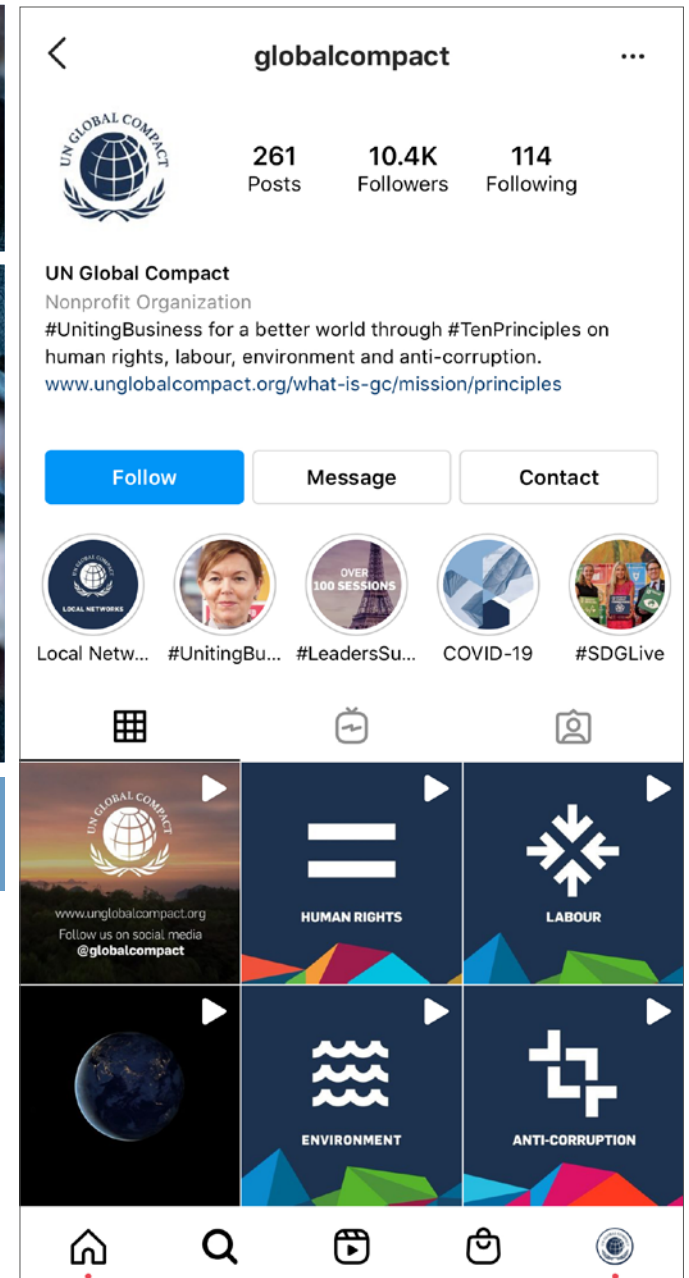 globalcompact
UN GLOBAL COMPACT
261 10.4K 114
Posts Followers Following
UN Global Compact
Nonprofit Organization
#UnitingBusiness for a better world through #TenPrinciples on
human rights, labour, environment and anti-corruption.
www.unglobalcompact.org/what-is-gc/mission/principles
Follow Message Contact
LOCAL NETWORKS
OVER
100 SESSIONS
Local Netw... #UnitingBu... #LeadersSu... COVID-19 #SDGLive
UN GLOBAL COMPACT
www.unglobalcompact.org
Follow us on social media
@globalcompact
HUMAN RIGHTS
LABOUR
ENVIRONMENT
ANTI-CORRUPTION